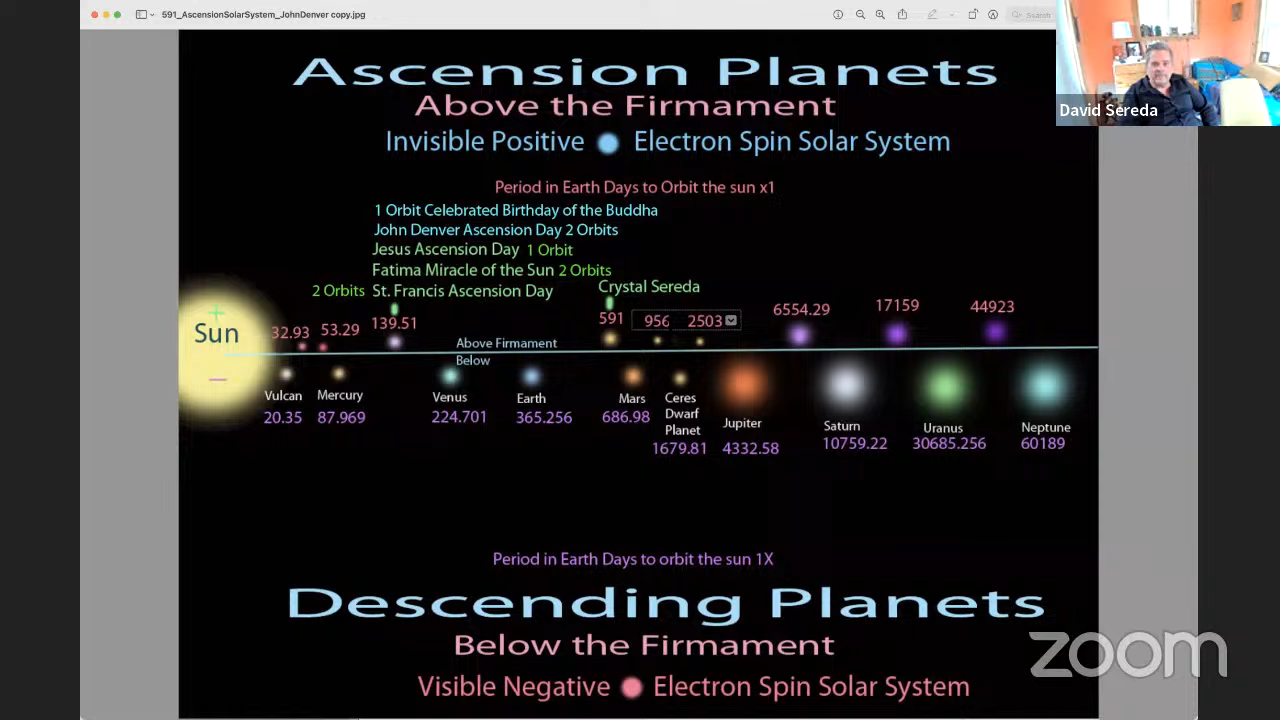 591_AscensionSolarSystem_JohnDenver copy.jpg
Search
David Sereda
Ascension Planets
Above the Firmament
Invisible Positive Electron Spin Solar System
Period in Earth Days to Orbit the sun x1
1 Orbit Celebrated Birthday of the Buddha
John Denver Ascension Day 2 Orbits
Jesus Ascension Day 1 Orbit
Fatima Miracle of the Sun 2 Orbits
2 Orbits St. Francis Ascension Day
Crystal Sereda
+
Sun
−
32.93 53.29 139.51 591 956 2503 6554.29 17159 44923
Above Firmament
Below
Vulcan Mercury Venus Earth Mars Ceres Dwarf Planet Jupiter Saturn Uranus Neptune
20.35 87.969 224.701 365.256 686.98 1679.81 4332.58 10759.22 30685.256 60189
Period in Earth Days to orbit the sun 1X
Descending Planets
Below the Firmament
Visible Negative Electron Spin Solar System
zoom